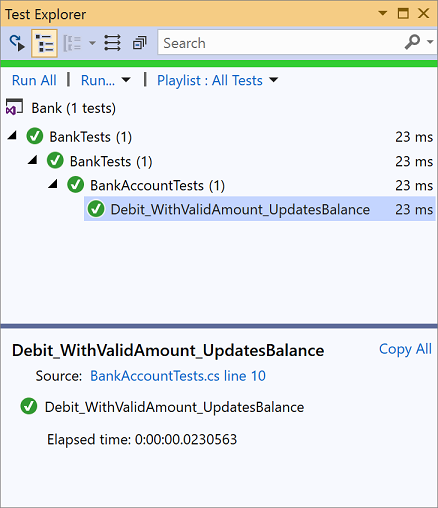 Test Explorer
Search
Run All | Run... | Playlist : All Tests
Bank (1 tests)
BankTests (1) 23 ms
BankTests (1) 23 ms
BankAccountTests (1) 23 ms
Debit_WithValidAmount_UpdatesBalance 23 ms
Debit_WithValidAmount_UpdatesBalance Copy All
Source: BankAccountTests.cs line 10
Debit_WithValidAmount_UpdatesBalance
Elapsed time: 0:00:00.0230563